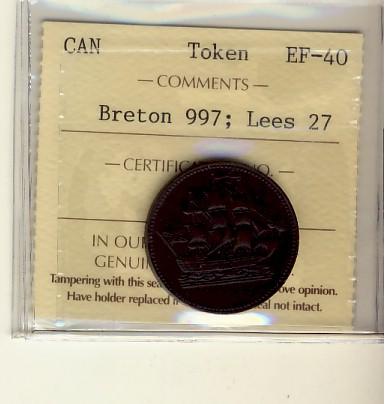 CAN Token EF-40
— COMMENTS —
Breton 997; Lees 27
— CERTIFIC O. —
IN OUR
GENUI
Tampering with this sea ove opinion.
Have holder replaced i al not intact.